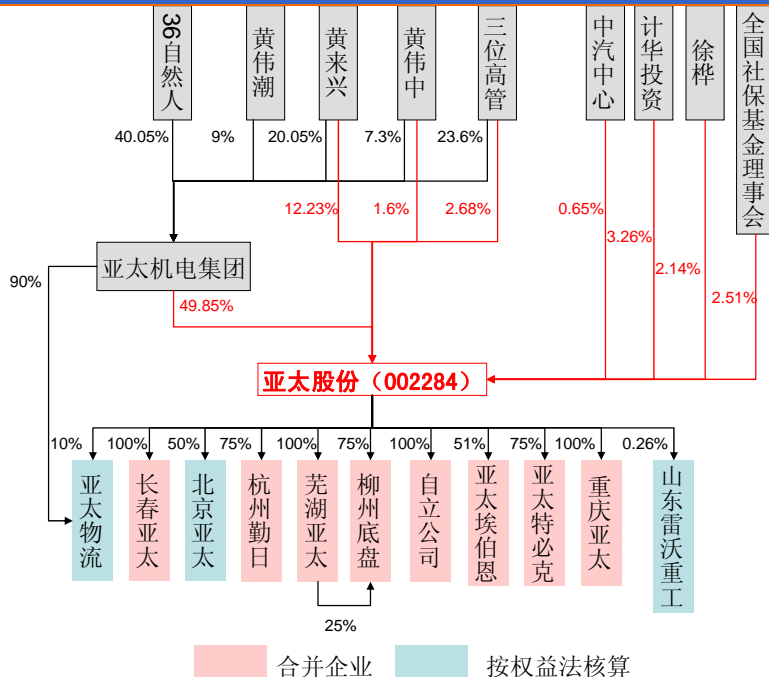 36自然人
黄伟潮
黄来兴
黄伟中
三位高管
中汽中心
计华投资
徐桦
全国社保基金理事会
40.05%
9%
20.05%
7.3%
23.6%
12.23%
1.6%
2.68%
0.65%
3.26%
2.14%
2.51%
亚太机电集团
90%
49.85%
亚太股份（002284）
10%
100%
50%
75%
100%
75%
100%
51%
75%
100%
0.26%
亚太物流
长春亚太
北京亚太
杭州勤日
芜湖亚太
柳州底盘
自立公司
亚太埃伯恩
亚太特必克
重庆亚太
山东雷沃重工
25%
合并企业
按权益法核算